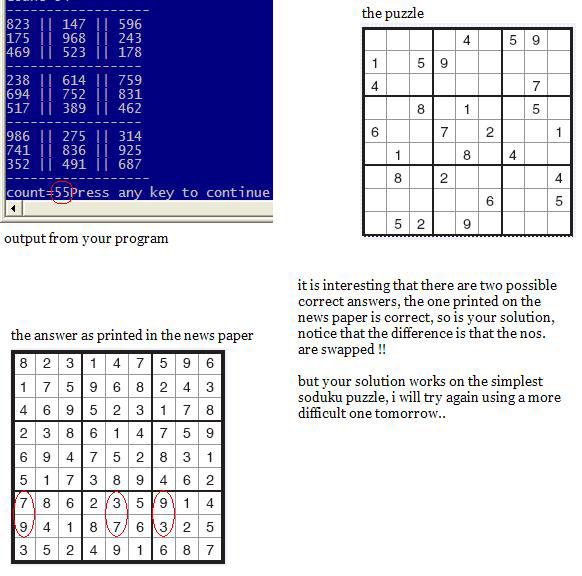 823 || 147 || 596
175 || 968 || 243
469 || 523 || 178
-------------------
238 || 614 || 759
694 || 752 || 831
517 || 389 || 462
-------------------
986 || 275 || 314
741 || 836 || 925
352 || 491 || 687
-------------------
count=55Press any key to continue
output from your program
the puzzle
4 5 9
1 5 9
4 7
8 1 5
6 7 2 1
1 8 4
8 2 4
6 5
5 2 9
it is interesting that there are two possible
correct answers, the one printed on the
news paper is correct, so is your solution,
notice that the difference is that the nos.
are swapped !!
but your solution works on the simplest
soduku puzzle, i will try again using a more
difficult one tomorrow..
the answer as printed in the news paper
8 2 3 1 4 7 5 9 6
1 7 5 9 6 8 2 4 3
4 6 9 5 2 3 1 7 8
2 3 8 6 1 4 7 5 9
6 9 4 7 5 2 8 3 1
5 1 7 3 8 9 4 6 2
7 8 6 2 3 5 9 1 4
9 4 1 8 7 6 3 2 5
3 5 2 4 9 1 6 8 7